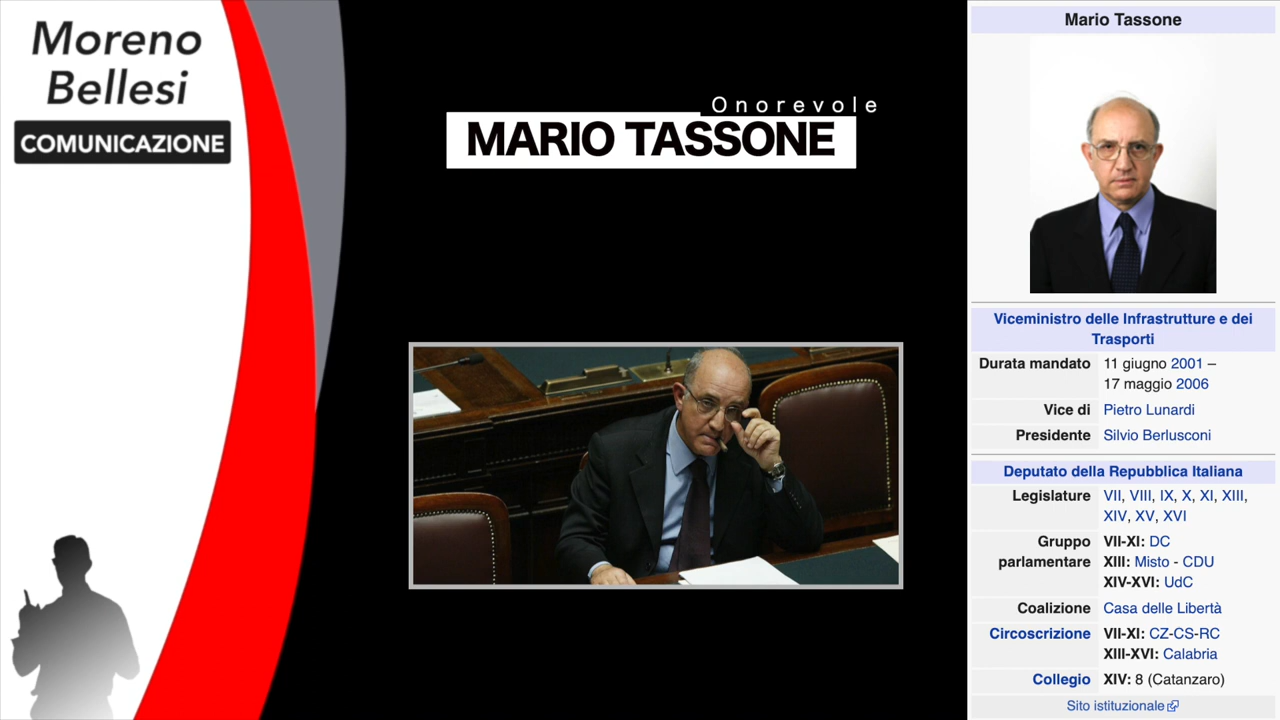 Moreno
Bellesi
COMUNICAZIONE
Onorevole
MARIO TASSONE
Mario Tassone
Viceministro delle Infrastrutture e dei
Trasporti
Durata mandato 11 giugno 2001 –
17 maggio 2006
Vice di Pietro Lunardi
Presidente Silvio Berlusconi
Deputato della Repubblica Italiana
Legislature VII, VIII, IX, X, XI, XIII,
XIV, XV, XVI
Gruppo VII-XI: DC
parlamentare XIII: Misto - CDU
XIV-XVI: UdC
Coalizione Casa delle Libertà
Circoscrizione VII-XI: CZ-CS-RC
XIII-XVI: Calabria
Collegio XIV: 8 (Catanzaro)
Sito istituzionale